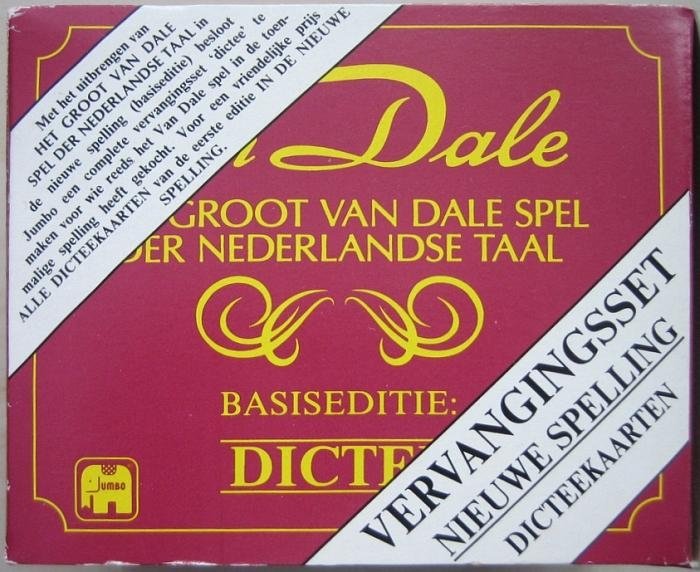 Met het uitbrengen van
HET GROOT VAN DALE
SPEL DER NEDERLANDSE TAAL in
de nieuwe spelling (basiseditie) besloot
Jumbo een complete vervangingsset 'dictee' te
maken voor wie reeds het Van Dale spel in de toen-
malige spelling heeft gekocht. Voor een vriendelijke prijs
ALLE DICTEEKAARTEN van de eerste editie IN DE NIEUWE
SPELLING.
Dale
GROOT VAN DALE SPEL
DER NEDERLANDSE TAAL
BASISEDITIE:
DICTE
JUMBO
VERVANGINGSSET
NIEUWE SPELLING
DICTEEKAARTEN